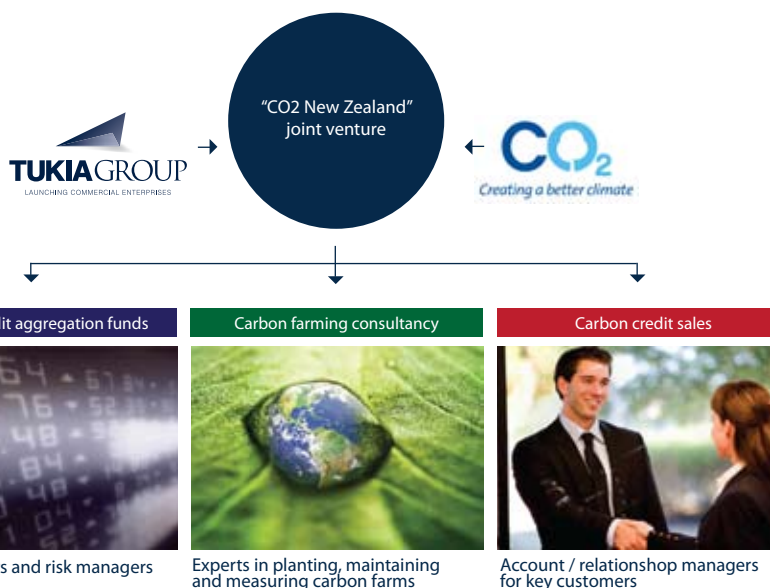 "CO2 New Zealand"
joint venture
TUKIAGROUP
LAUNCHING COMMERCIAL ENTERPRISES
CO2
Creating a better climate
aggregation funds
Carbon farming consultancy
Carbon credit sales
and risk managers
Experts in planting, maintaining
and measuring carbon farms
Account / relationshop managers
for key customers